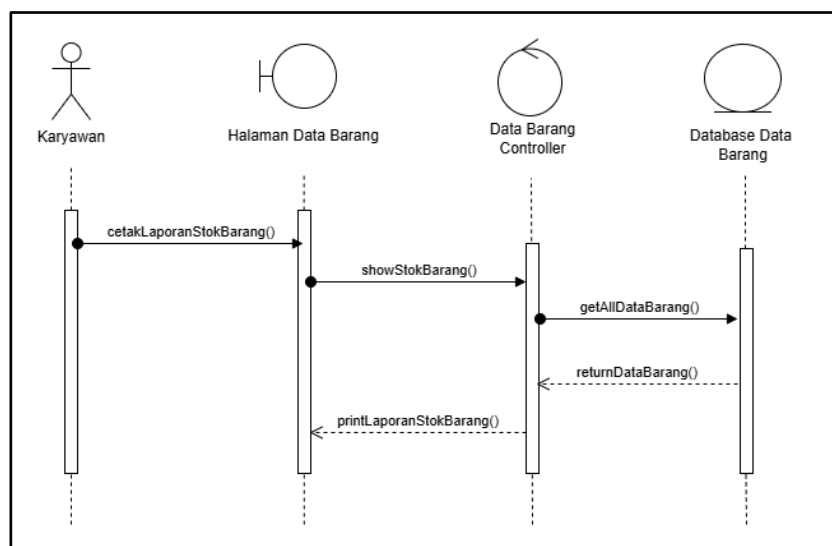 Karyawan
Halaman Data Barang
Data Barang
Controller
Database Data
Barang
cetakLaporanStokBarang()
showStokBarang()
getAllDataBarang()
returnDataBarang()
printLaporanStokBarang()